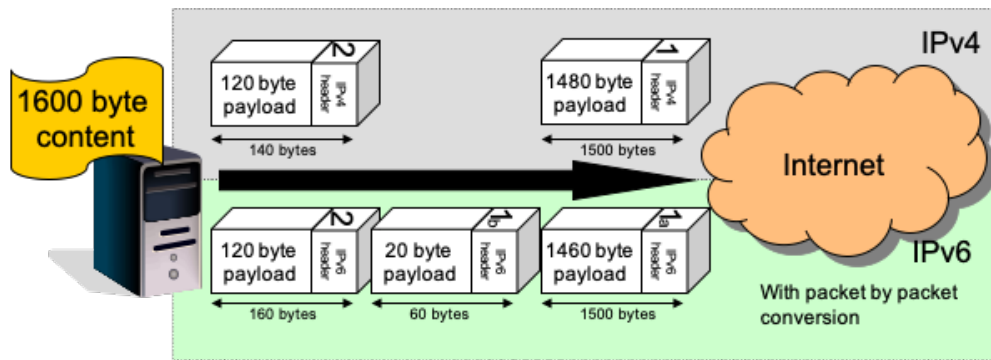 1600 byte
content
2
IPv4
header
120 byte
payload
140 bytes
1
IPv4
header
1480 byte
payload
1500 bytes
IPv4
Internet
2
IPv6
header
120 byte
payload
160 bytes
1b
IPv6
header
20 byte
payload
60 bytes
1a
IPv6
header
1460 byte
payload
1500 bytes
IPv6
With packet by packet
conversion